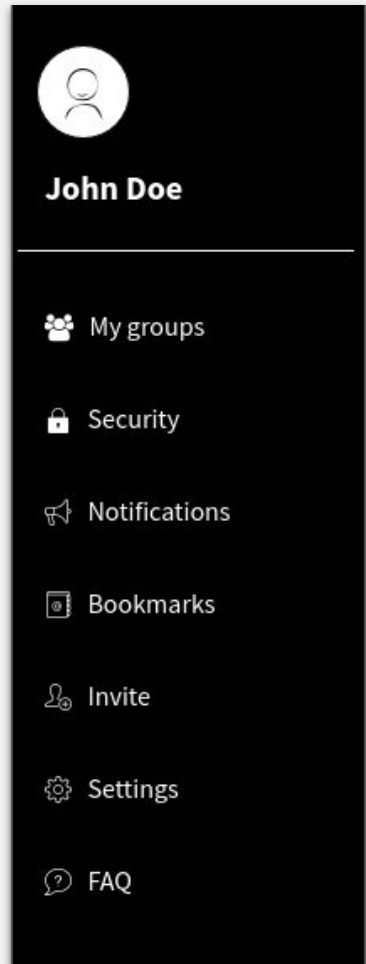 John Doe
My groups
Security
Notifications
Bookmarks
Invite
Settings
FAQ